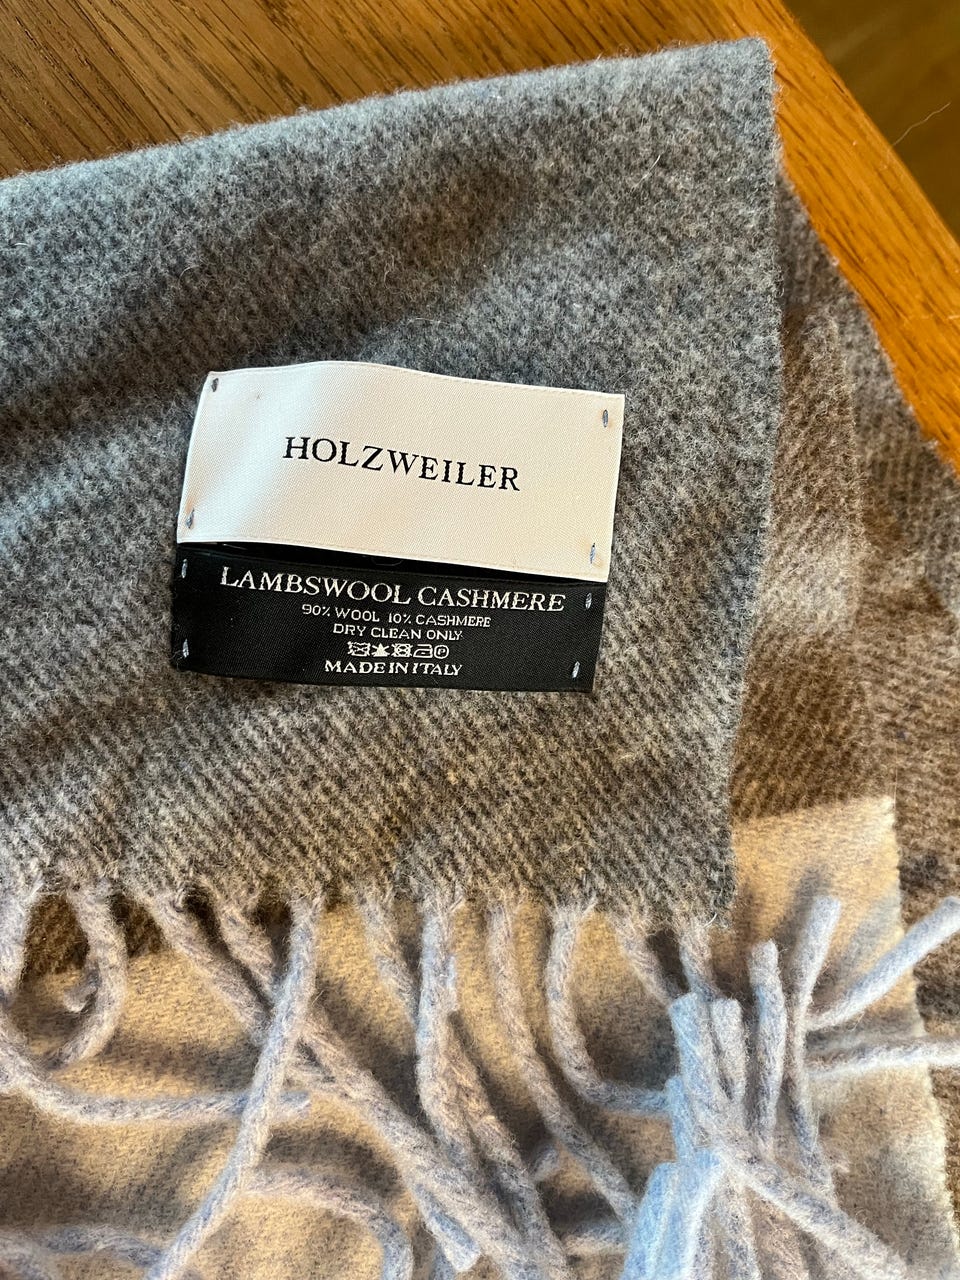 HOLZWEILER
LAMBSWOOL CASHMERE
90% WOOL 10% CASHMERE
DRY CLEAN ONLY
MADE IN ITALY